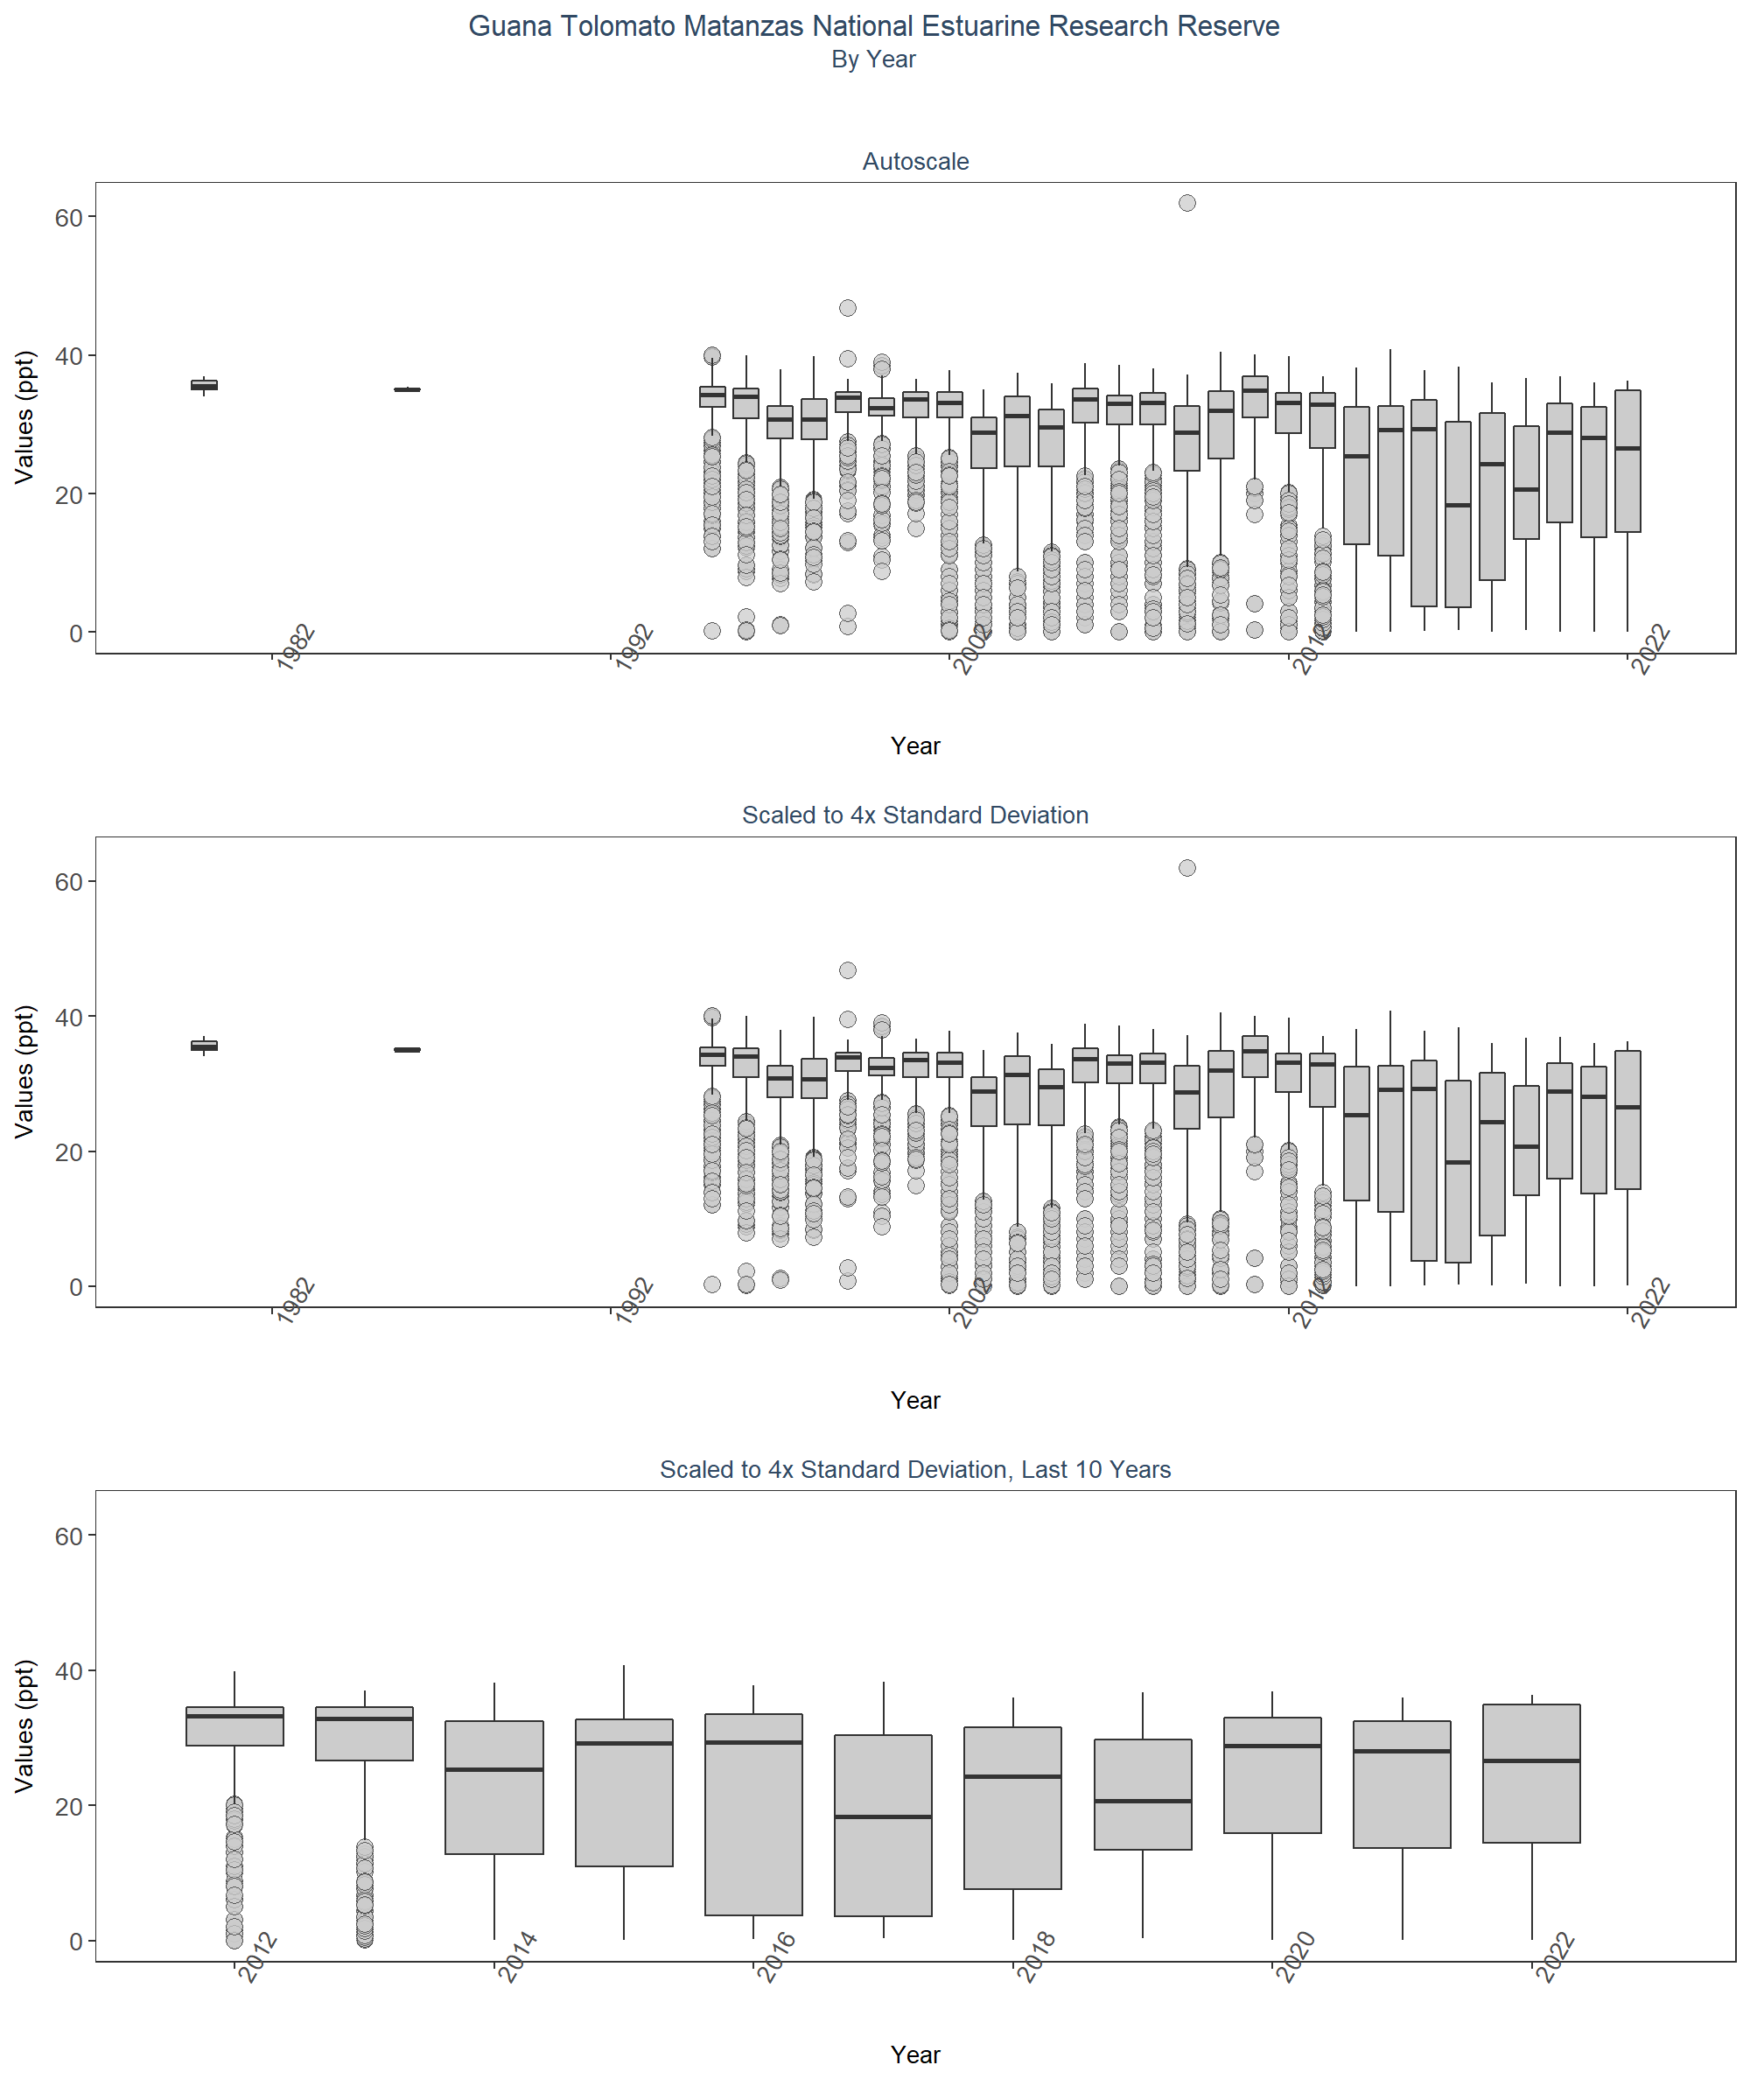 Guana Tolomato Matanzas National Estuarine Research Reserve
By Year
Autoscale
Values (ppt)
60
40
20
0
1982
1992
2002
2012
2022
Year
Scaled to 4x Standard Deviation
Values (ppt)
60
40
20
0
1982
1992
2002
2012
2022
Year
Scaled to 4x Standard Deviation, Last 10 Years
Values (ppt)
60
40
20
0
2012
2014
2016
2018
2020
2022
Year